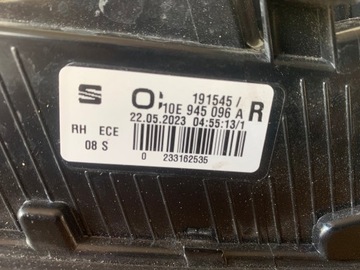 191545/
10E 945 096 A R
22.05.2023 04:55:13/1
RH ECE
08 S
0 233162535